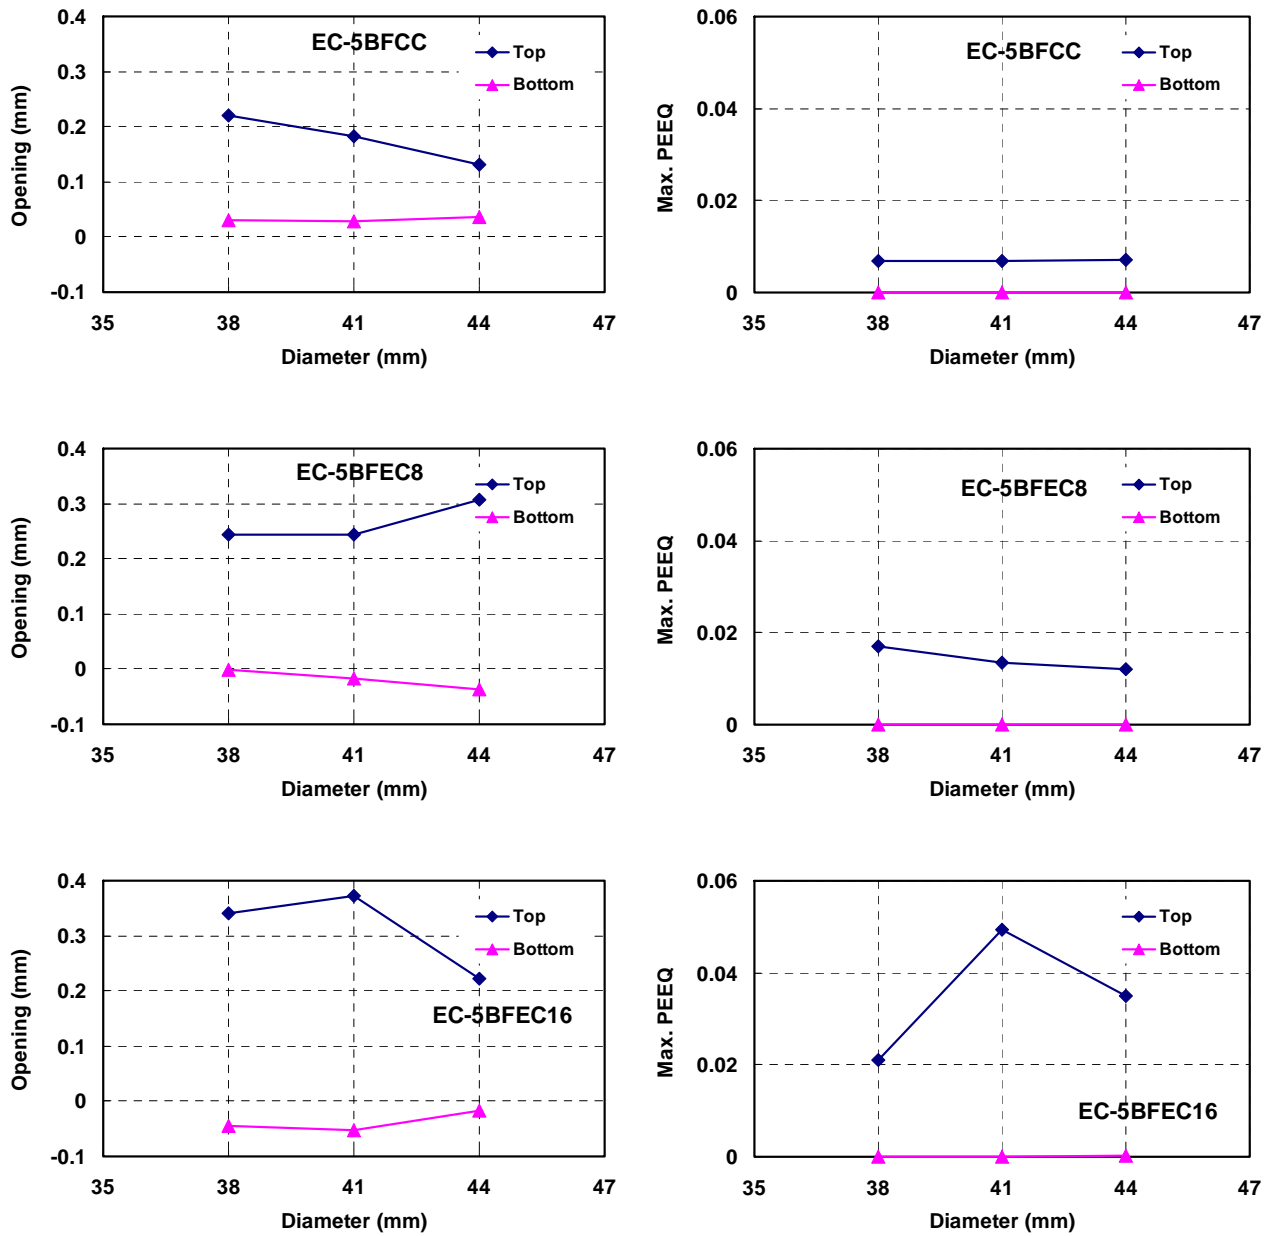 0.4
0.3
0.2
0.1
0
-0.1
35
38
41
44
47
Opening (mm)
Diameter (mm)
EC-5BFCC
Top
Bottom
0.06
0.04
0.02
0
35
38
41
44
47
Max. PEEQ
Diameter (mm)
EC-5BFCC
Top
Bottom
0.4
0.3
0.2
0.1
0
-0.1
35
38
41
44
47
Opening (mm)
Diameter (mm)
EC-5BFEC8
Top
Bottom
0.06
0.04
0.02
0
35
38
41
44
47
Max. PEEQ
Diameter (mm)
EC-5BFEC8
Top
Bottom
0.4
0.3
0.2
0.1
0
-0.1
35
38
41
44
47
Opening (mm)
Diameter (mm)
Top
Bottom
EC-5BFEC16
0.06
0.04
0.02
0
35
38
41
44
47
Max. PEEQ
Diameter (mm)
Top
Bottom
EC-5BFEC16